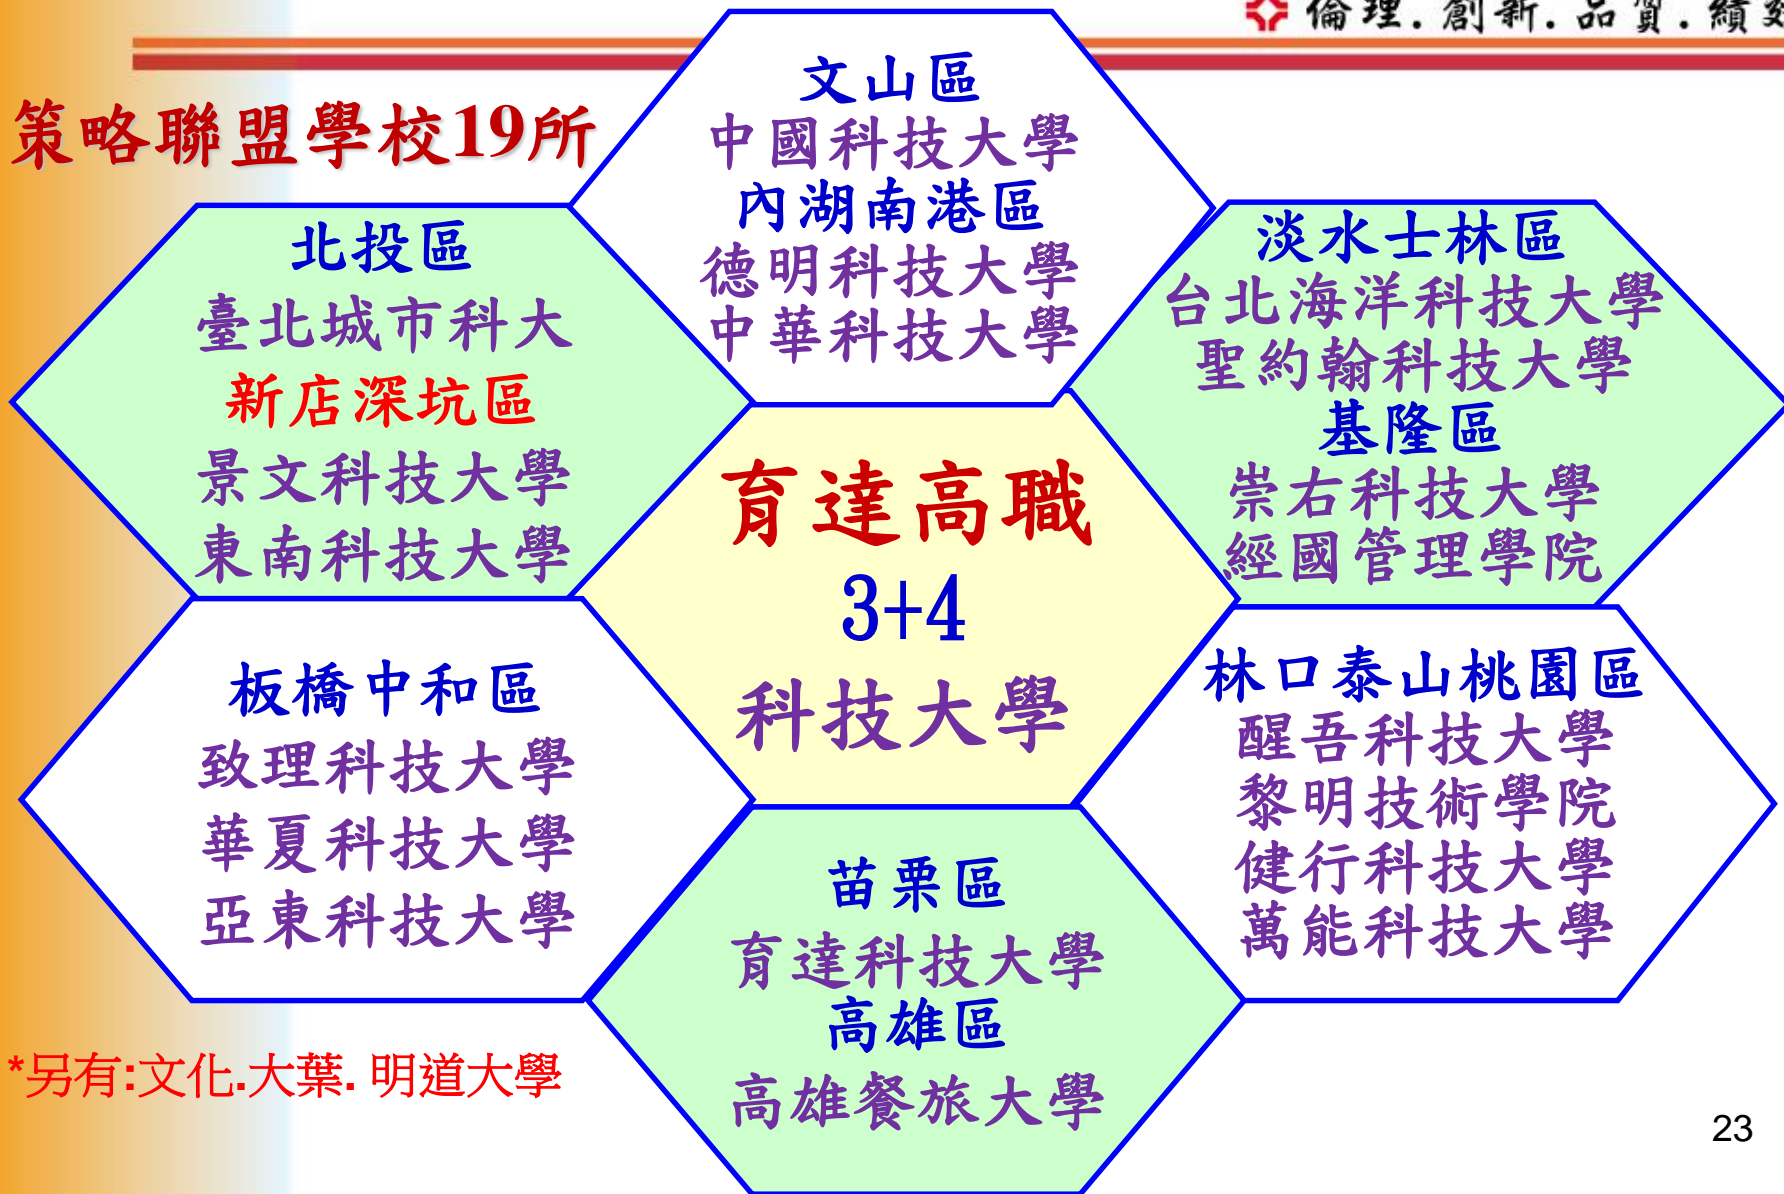 倫理.創新.品質.績效
策略聯盟學校19所
文山區
中國科技大學
內湖南港區
德明科技大學
中華科技大學
北投區
臺北城市科大
新店深坑區
景文科技大學
東南科技大學
淡水士林區
台北海洋科技大學
聖約翰科技大學
基隆區
崇右科技大學
經國管理學院
育達高職
3+4
科技大學
板橋中和區
致理科技大學
華夏科技大學
亞東科技大學
林口泰山桃園區
醒吾科技大學
黎明技術學院
健行科技大學
萬能科技大學
苗栗區
育達科技大學
高雄區
高雄餐旅大學
*另有:文化.大葉. 明道大學
23